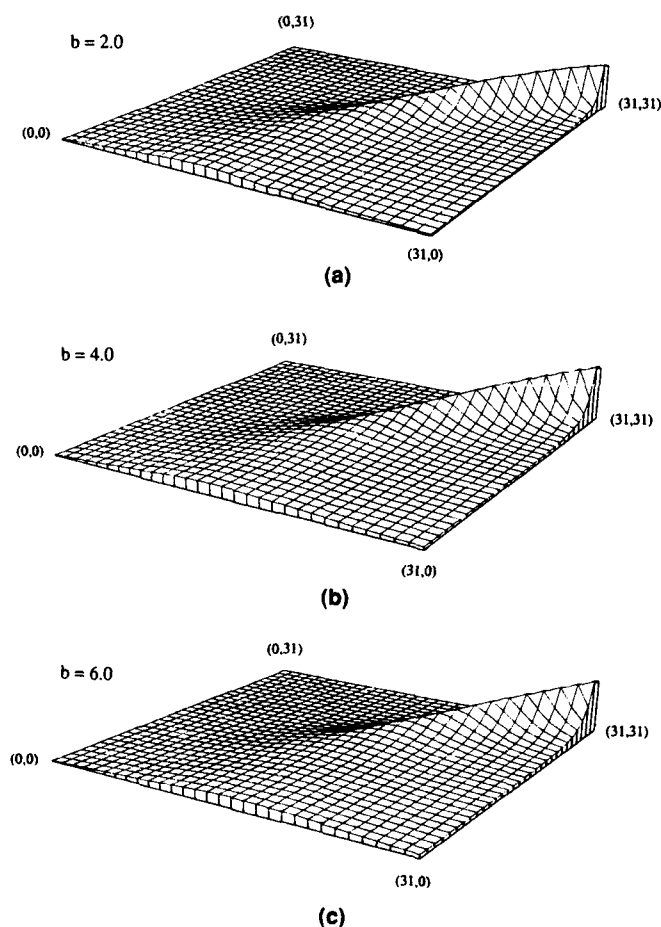 (0,31)
b = 2.0
(31,31)
(0,0)
(31,0)
(a)
(0,31)
b = 4.0
(31,31)
(0,0)
(31,0)
(b)
(0,31)
b = 6.0
(31,31)
(0,0)
(31,0)
(c)